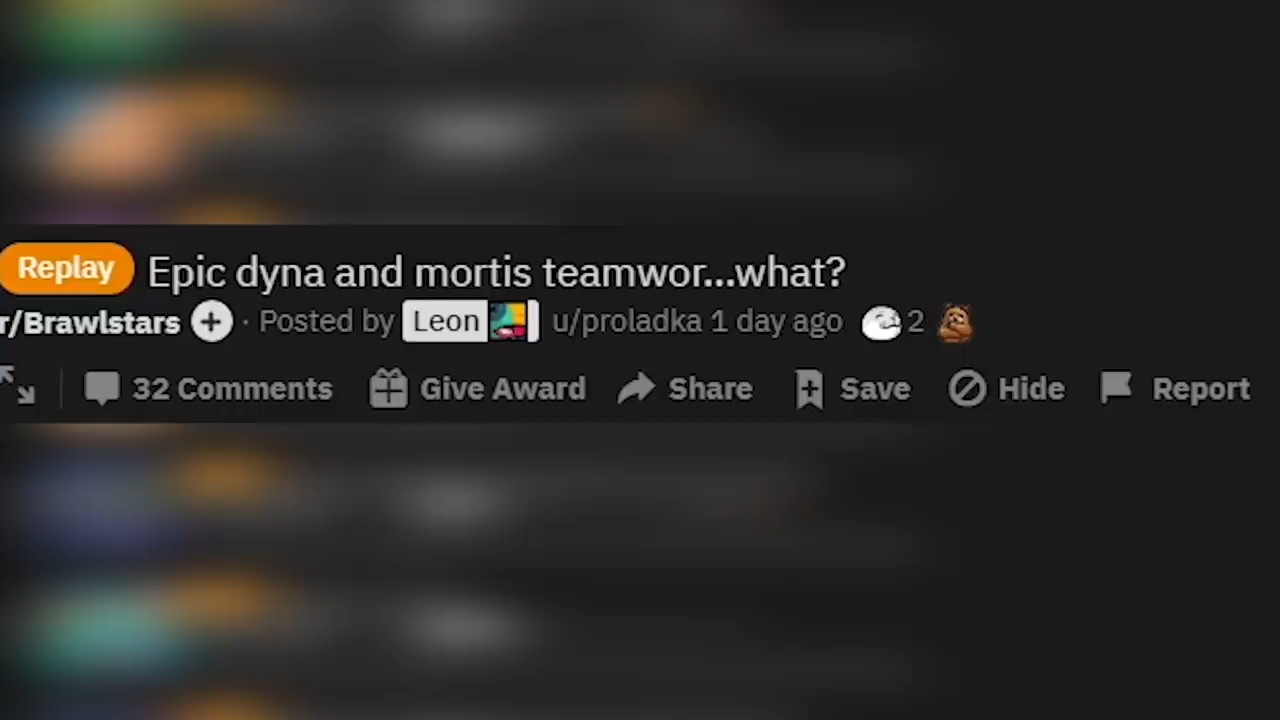 Replay Epic dyna and mortis teamwor...what?
r/Brawlstars · Posted by Leon u/proladka 1 day ago 2
32 Comments Give Award Share Save Hide Report